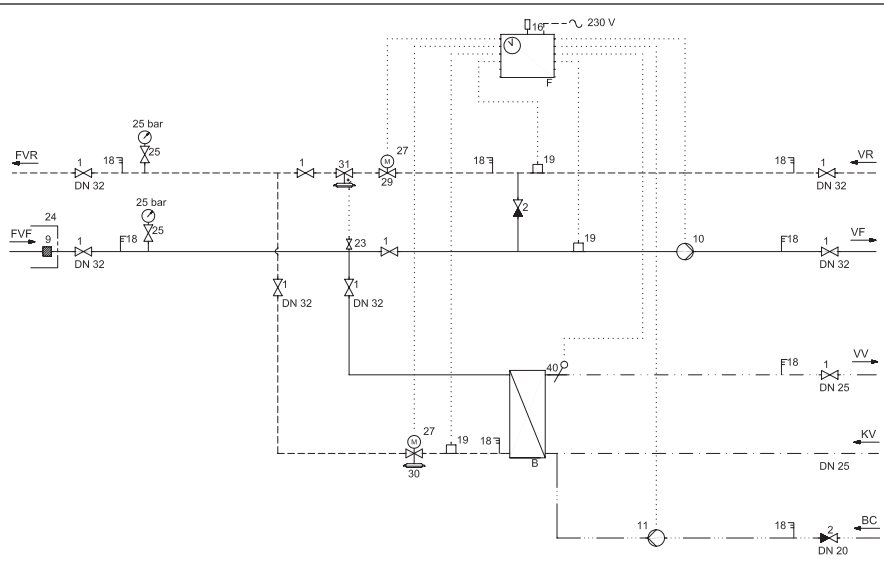 16 230 V
F
25 bar
FVR 1 18 25 1 31 M 27 18 19 18 1 VR
DN 32 29 DN 32
25 bar
24 25 2
FVF 9 1 18 23 1 19 10 18 1 VF
DN 32 DN 32
1 1
DN 32 DN 32
40 18 1 VV
DN 25
M 27 19 18 KV
30 B DN 25
11 18 2 BC
DN 20